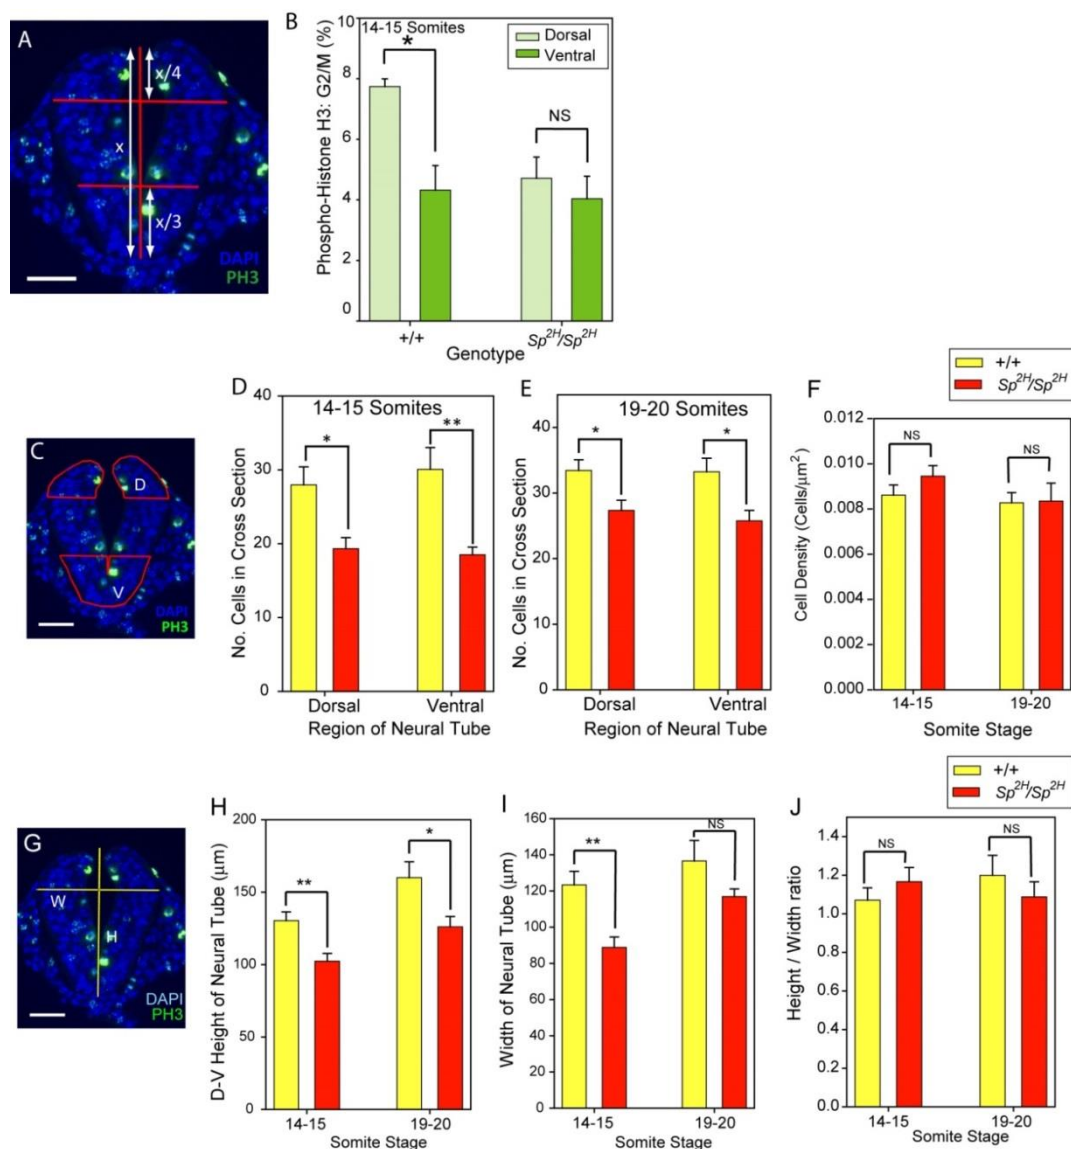 A
x/4
x
x/3
DAPI
PH3
B
14-15 Somites
Dorsal
Ventral
*
NS
Phospho-Histone H3: G2/M (%)
10
8
6
4
2
0
+/+
Sp2H/Sp2H
Genotype
C
D
V
DAPI
PH3
D
14-15 Somites
*
**
No. Cells in Cross Section
40
30
20
10
0
Dorsal
Ventral
Region of Neural Tube
E
19-20 Somites
*
*
No. Cells in Cross Section
40
30
20
10
0
Dorsal
Ventral
Region of Neural Tube
F
+/+
Sp2H/Sp2H
NS
NS
Cell Density (Cells/μm2)
0.012
0.010
0.008
0.006
0.004
0.002
0.000
14-15
19-20
Somite Stage
G
W
H
DAPI
PH3
H
**
*
D-V Height of Neural Tube (μm)
200
150
100
50
0
14-15
19-20
Somite Stage
I
**
NS
Width of Neural Tube (μm)
160
140
120
100
80
60
40
20
0
14-15
19-20
Somite Stage
J
+/+
Sp2H/Sp2H
NS
NS
Height / Width ratio
1.4
1.2
1.0
0.8
0.6
0.4
0.2
0.0
14-15
19-20
Somite Stage